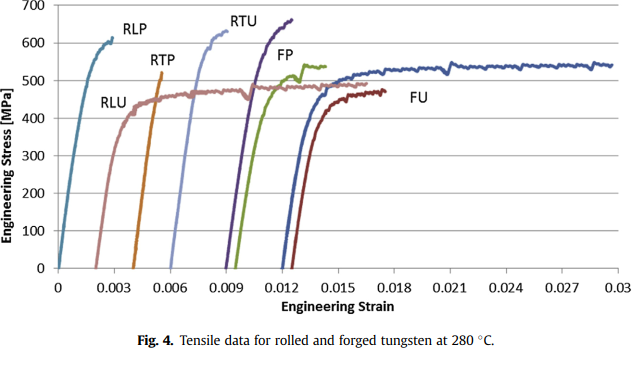 700
600
500
400
300
200
100
0
Engineering Stress [MPa]
RLP
RTU
RTP
FP
RLU
FU
0 0.003 0.006 0.009 0.012 0.015 0.018 0.021 0.024 0.027 0.03
Engineering Strain
Fig. 4. Tensile data for rolled and forged tungsten at 280 °C.